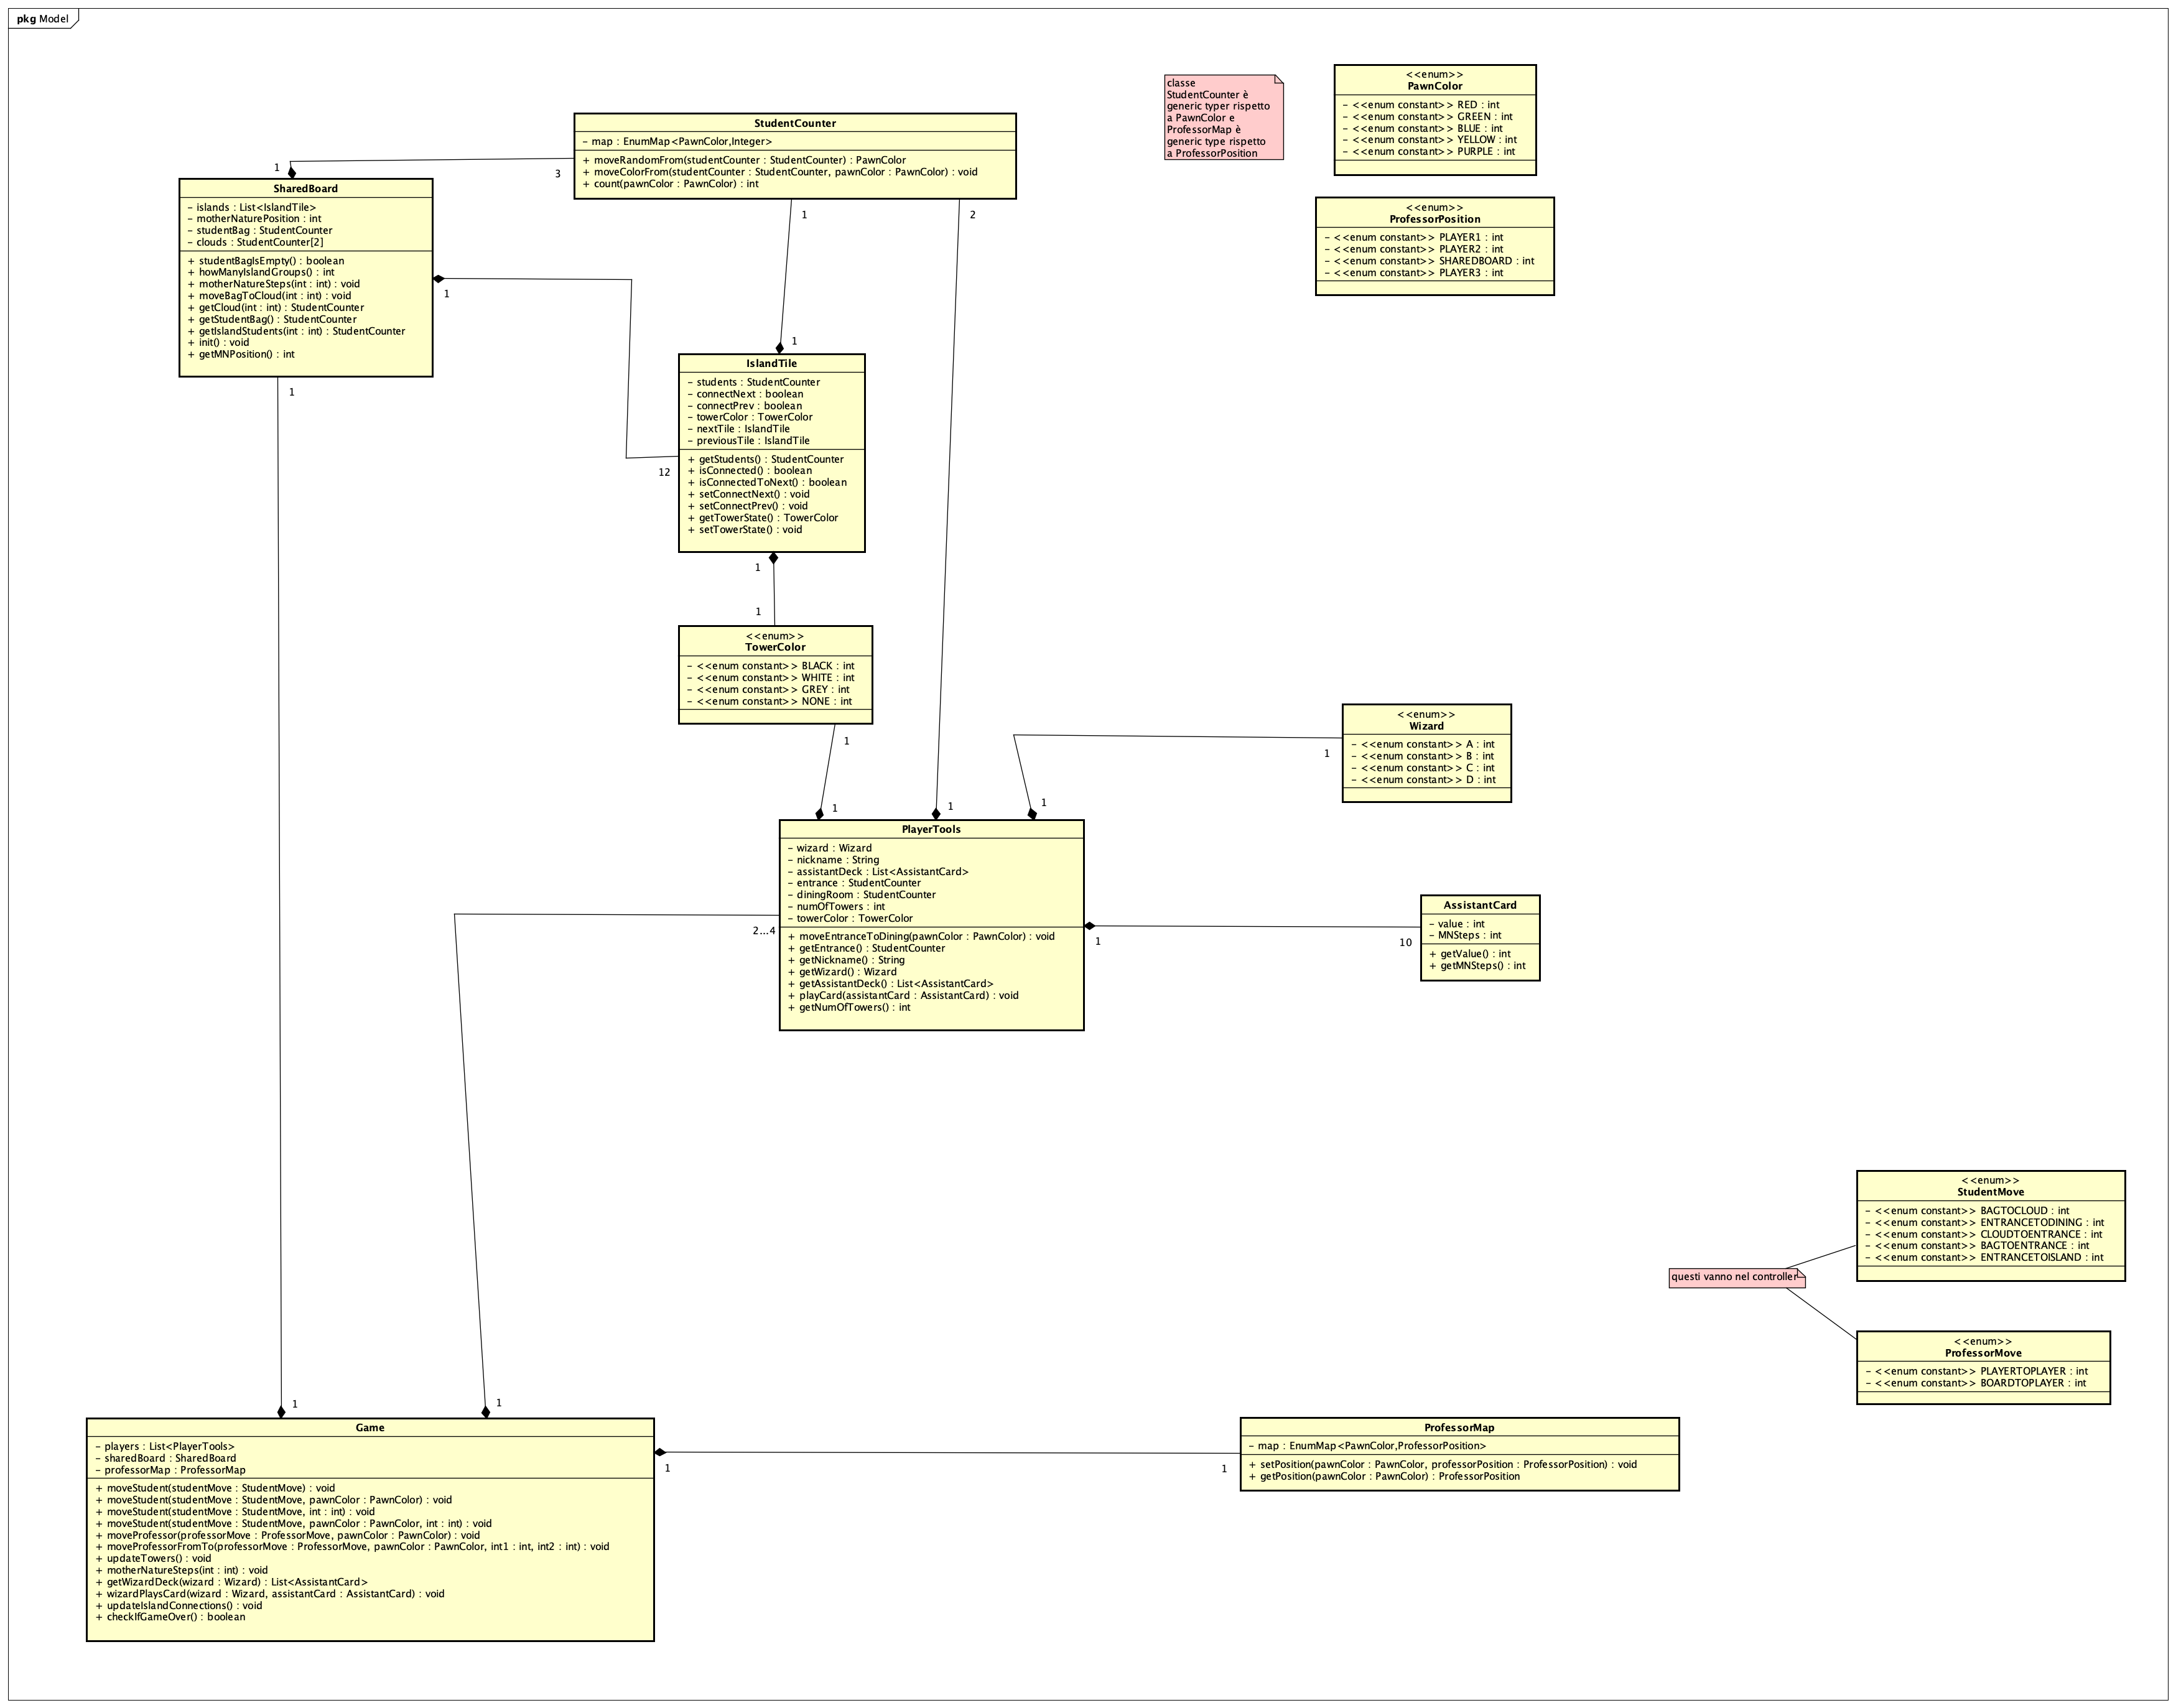 pkg Model
StudentCounter
– map : EnumMap<PawnColor,Integer>
+ moveRandomFrom(studentCounter : StudentCounter) : PawnColor
+ moveColorFrom(studentCounter : StudentCounter, pawnColor : PawnColor) : void
+ count(pawnColor : PawnColor) : int
classe
StudentCounter è
generic typer rispetto
a PawnColor e
ProfessorMap è
generic type rispetto
a ProfessorPosition
<<enum>>
PawnColor
– <<enum constant>> RED : int
– <<enum constant>> GREEN : int
– <<enum constant>> BLUE : int
– <<enum constant>> YELLOW : int
– <<enum constant>> PURPLE : int
<<enum>>
ProfessorPosition
– <<enum constant>> PLAYER1 : int
– <<enum constant>> PLAYER2 : int
– <<enum constant>> SHAREDBOARD : int
– <<enum constant>> PLAYER3 : int
1
3
1
2
SharedBoard
– islands : List<IslandTile>
– motherNaturePosition : int
– studentBag : StudentCounter
– clouds : StudentCounter[2]
+ studentBagIsEmpty() : boolean
+ howManyIslandGroups() : int
+ motherNatureSteps(int : int) : void
+ moveBagToCloud(int : int) : void
+ getCloud(int : int) : StudentCounter
+ getStudentBag() : StudentCounter
+ getIslandStudents(int : int) : StudentCounter
+ init() : void
+ getMNPosition() : int
1
1
1
12
IslandTile
– students : StudentCounter
– connectNext : boolean
– connectPrev : boolean
– towerColor : TowerColor
– nextTile : IslandTile
– previousTile : IslandTile
+ getStudents() : StudentCounter
+ isConnected() : boolean
+ isConnectedToNext() : boolean
+ setConnectNext() : void
+ setConnectPrev() : void
+ getTowerState() : TowerColor
+ setTowerState() : void
1
1
<<enum>>
TowerColor
– <<enum constant>> BLACK : int
– <<enum constant>> WHITE : int
– <<enum constant>> GREY : int
– <<enum constant>> NONE : int
1
<<enum>>
Wizard
– <<enum constant>> A : int
– <<enum constant>> B : int
– <<enum constant>> C : int
– <<enum constant>> D : int
1
1
1
1
PlayerTools
– wizard : Wizard
– nickname : String
– assistantDeck : List<AssistantCard>
– entrance : StudentCounter
– diningRoom : StudentCounter
– numOfTowers : int
– towerColor : TowerColor
+ moveEntranceToDining(pawnColor : PawnColor) : void
+ getEntrance() : StudentCounter
+ getNickname() : String
+ getWizard() : Wizard
+ getAssistantDeck() : List<AssistantCard>
+ playCard(assistantCard : AssistantCard) : void
+ getNumOfTowers() : int
2...4
1
10
AssistantCard
– value : int
– MNSteps : int
+ getValue() : int
+ getMNSteps() : int
<<enum>>
StudentMove
– <<enum constant>> BAGTOCLOUD : int
– <<enum constant>> ENTRANCETODINING : int
– <<enum constant>> CLOUDTOENTRANCE : int
– <<enum constant>> BAGTOENTRANCE : int
– <<enum constant>> ENTRANCETOISLAND : int
questi vanno nel controller
<<enum>>
ProfessorMove
– <<enum constant>> PLAYERTOPLAYER : int
– <<enum constant>> BOARDTOPLAYER : int
1
1
Game
– players : List<PlayerTools>
– sharedBoard : SharedBoard
– professorMap : ProfessorMap
+ moveStudent(studentMove : StudentMove) : void
+ moveStudent(studentMove : StudentMove, pawnColor : PawnColor) : void
+ moveStudent(studentMove : StudentMove, int : int) : void
+ moveStudent(studentMove : StudentMove, pawnColor : PawnColor, int : int) : void
+ moveProfessor(professorMove : ProfessorMove, pawnColor : PawnColor) : void
+ moveProfessorFromTo(professorMove : ProfessorMove, pawnColor : PawnColor, int1 : int, int2 : int) : void
+ updateTowers() : void
+ motherNatureSteps(int : int) : void
+ getWizardDeck(wizard : Wizard) : List<AssistantCard>
+ wizardPlaysCard(wizard : Wizard, assistantCard : AssistantCard) : void
+ updateIslandConnections() : void
+ checkIfGameOver() : boolean
1
1
ProfessorMap
– map : EnumMap<PawnColor,ProfessorPosition>
+ setPosition(pawnColor : PawnColor, professorPosition : ProfessorPosition) : void
+ getPosition(pawnColor : PawnColor) : ProfessorPosition